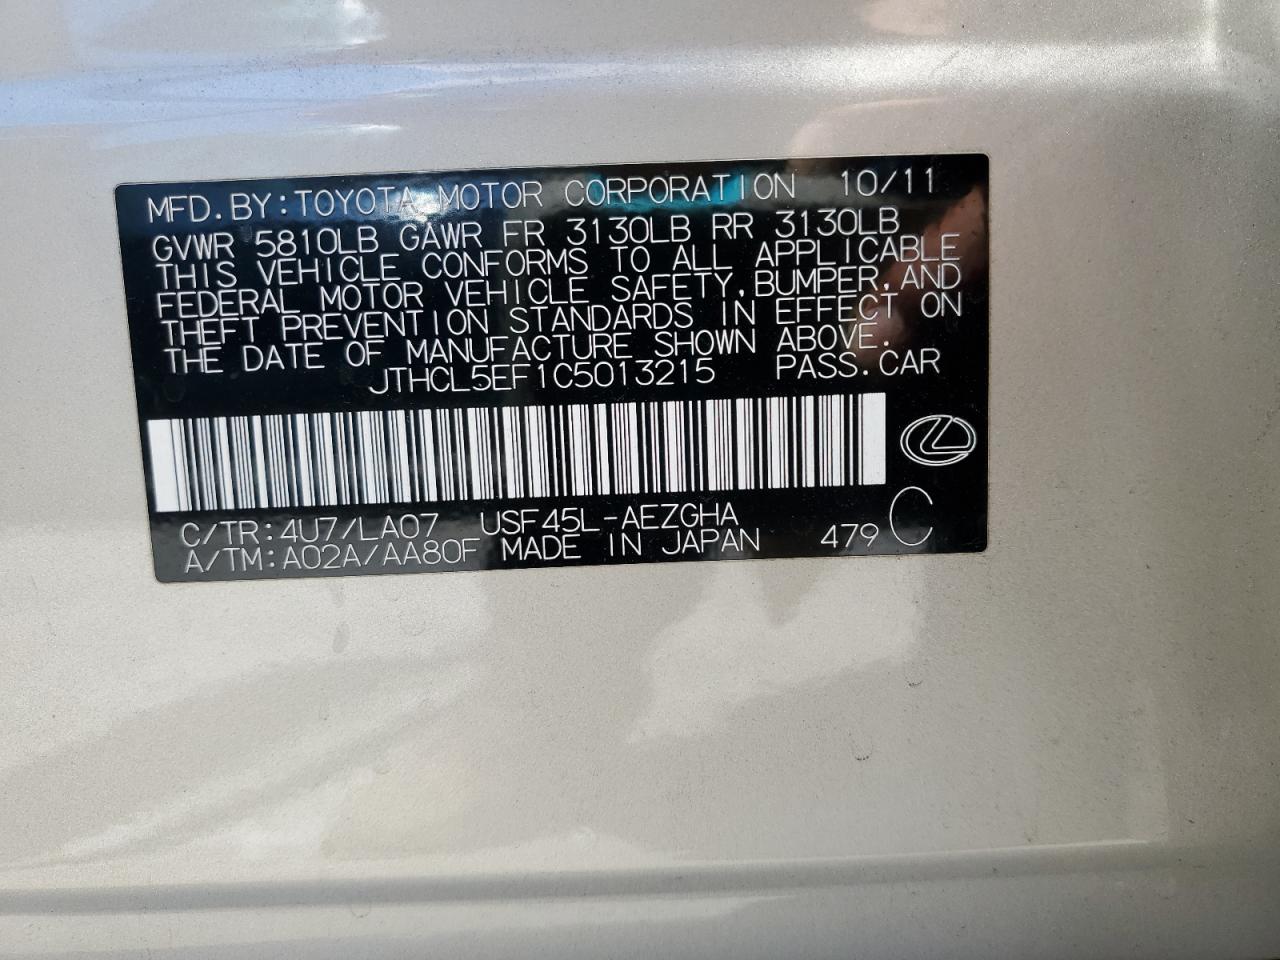 MFD.BY:TOYOTA MOTOR CORPORATION 10/11
GVWR 5810LB GAWR FR 3130LB RR 3130LB
THIS VEHICLE CONFORMS TO ALL APPLICABLE
FEDERAL MOTOR VEHICLE SAFETY,BUMPER,AND
THEFT PREVENTION STANDARDS IN EFFECT ON
THE DATE OF MANUFACTURE SHOWN ABOVE.
JTHCL5EF1C5013215 PASS.CAR
C/TR:4U7/LA07 USF45L-AEZGHA
A/TM:A02A/AA80F MADE IN JAPAN 479 C